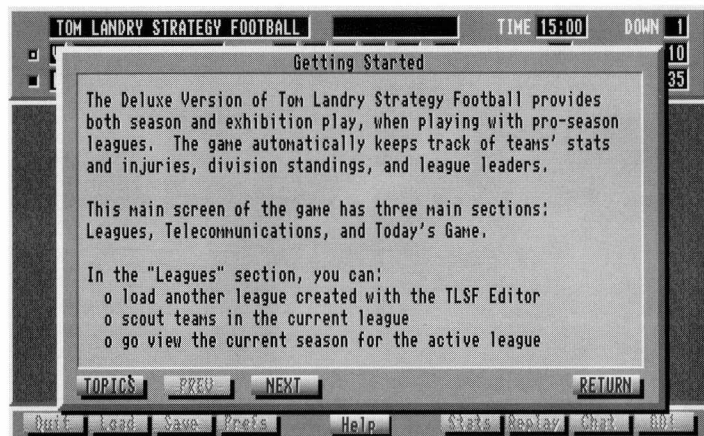 TOM LANDRY STRATEGY FOOTBALL TIME 15:00 DOWN 1
10
35
Getting Started
The Deluxe Version of Tom Landry Strategy Football provides
both season and exhibition play, when playing with pro-season
leagues. The game automatically keeps track of teams' stats
and injuries, division standings, and league leaders.
This main screen of the game has three main sections:
Leagues, Telecommunications, and Today's Game.
In the "Leagues" section, you can:
o load another league created with the TLSF Editor
o scout teams in the current league
o go view the current season for the active league
TOPICS PREV NEXT RETURN
Quit Load Save Prefs Help Stats Replay Chat GO!